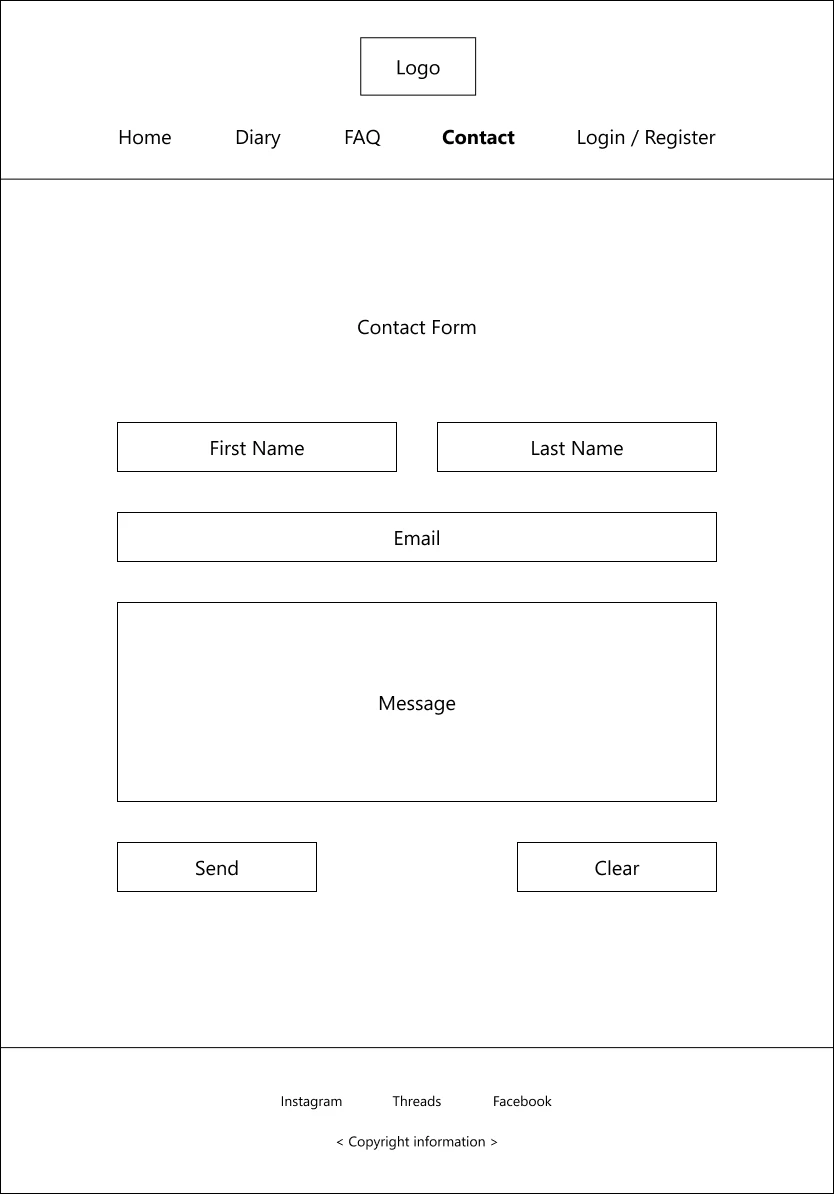 Logo
Home Diary FAQ Contact Login / Register
Contact Form
First Name Last Name
Email
Message
Send Clear
Instagram Threads Facebook
< Copyright information >